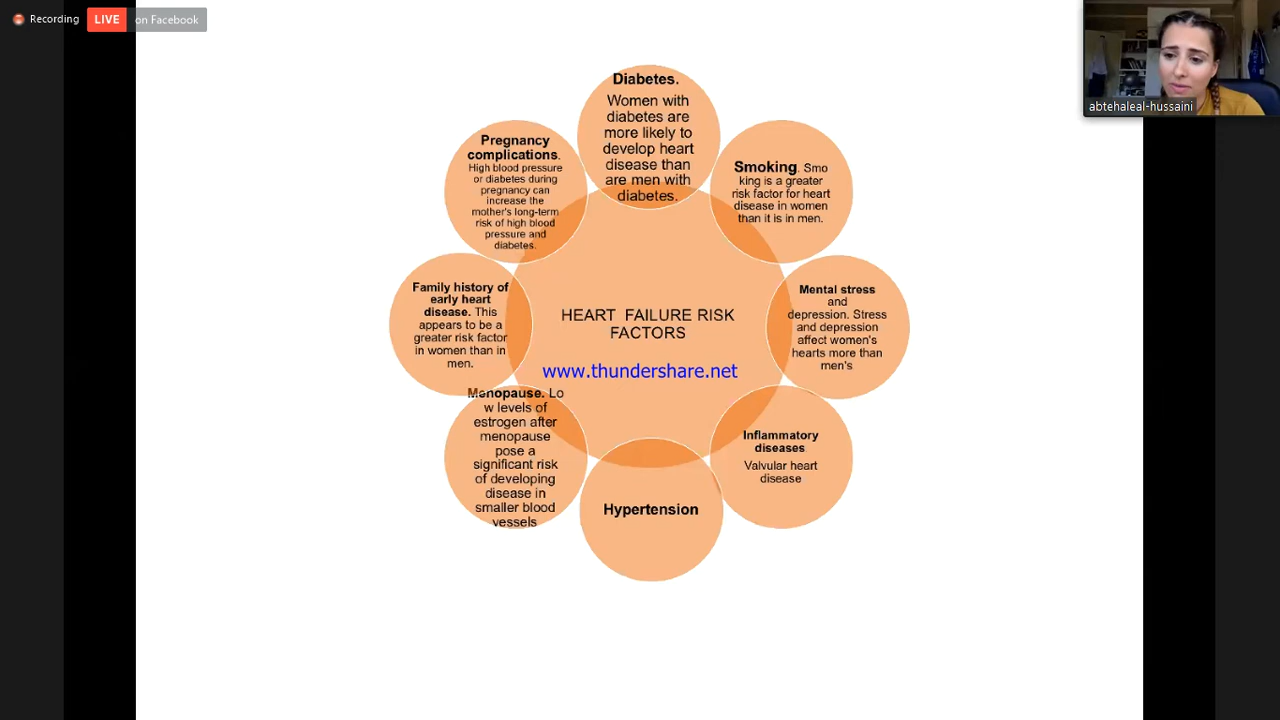 Recording
LIVE
on Facebook
abtehaleal-hussaini
Diabetes.
Women with
diabetes are
more likely to
develop heart
disease than
are men with
diabetes.
Smoking. Smo
king is a greater
risk factor for heart
disease in women
than it is in men.
Mental stress
and
depression. Stress
and depression
affect women's
hearts more than
men's
Inflammatory
diseases
Valvular heart
disease
Hypertension
Menopause. Lo
w levels of
estrogen after
menopause
pose a
significant risk
of developing
disease in
smaller blood
vessels
Family history of
early heart
disease. This
appears to be a
greater risk factor
in women than in
men.
Pregnancy
complications.
High blood pressure
or diabetes during
pregnancy can
increase the
mother's long-term
risk of high blood
pressure and
diabetes.
HEART FAILURE RISK
FACTORS
www.thundershare.net